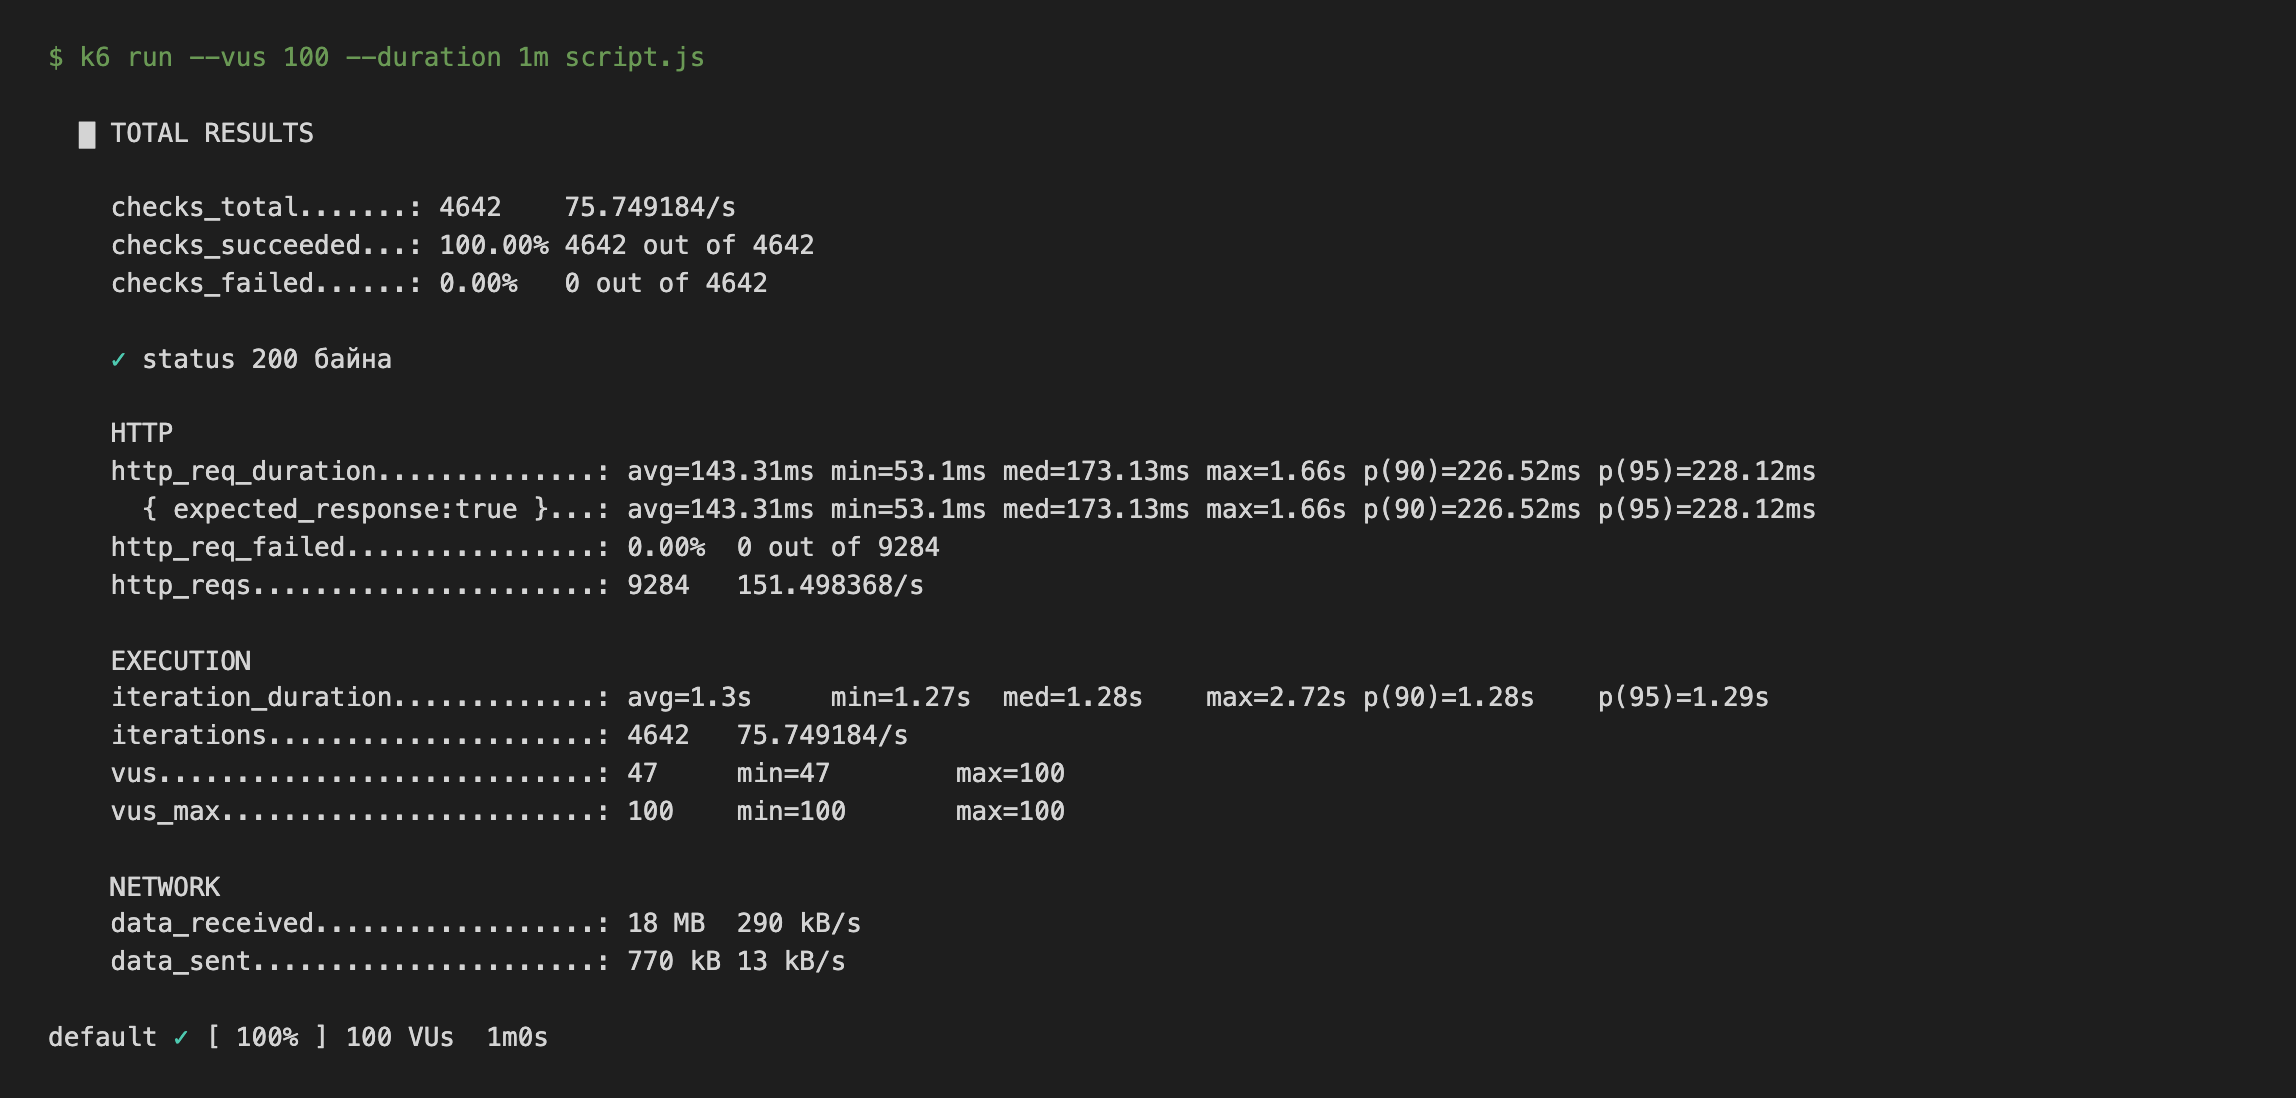 $ k6 run --vus 100 --duration 1m script.js
█ TOTAL RESULTS
checks_total.......: 4642    75.749184/s
checks_succeeded...: 100.00% 4642 out of 4642
checks_failed......: 0.00%   0 out of 4642
✓ status 200 байна
HTTP
http_req_duration..............: avg=143.31ms min=53.1ms med=173.13ms max=1.66s p(90)=226.52ms p(95)=228.12ms
{ expected_response:true }...: avg=143.31ms min=53.1ms med=173.13ms max=1.66s p(90)=226.52ms p(95)=228.12ms
http_req_failed................: 0.00%  0 out of 9284
http_reqs......................: 9284   151.498368/s
EXECUTION
iteration_duration.............: avg=1.3s     min=1.27s  med=1.28s    max=2.72s p(90)=1.28s    p(95)=1.29s
iterations.....................: 4642   75.749184/s
vus............................: 47     min=47        max=100
vus_max........................: 100    min=100       max=100
NETWORK
data_received..................: 18 MB  290 kB/s
data_sent......................: 770 kB 13 kB/s
default ✓ [ 100% ] 100 VUs  1m0s